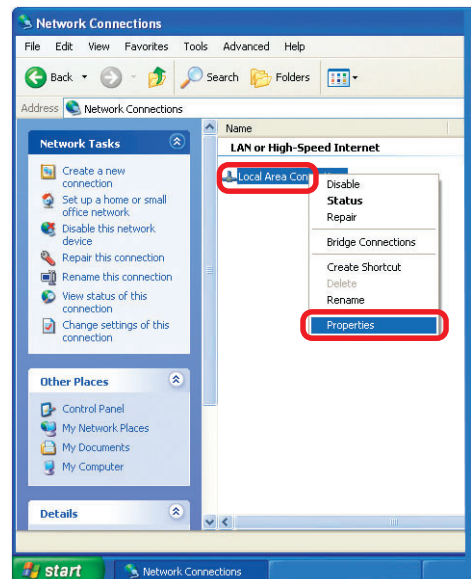 Network Connections
File Edit View Favorites Tools Advanced Help
Back Search Folders
Address Network Connections
Network Tasks
Create a new
connection
Set up a home or small
office network
Disable this network
device
Repair this connection
Rename this connection
View status of this
connection
Change settings of this
connection
Other Places
Control Panel
My Network Places
My Documents
My Computer
Details
Name
LAN or High-Speed Internet
Local Area Con
Disable
Status
Repair
Bridge Connections
Create Shortcut
Delete
Rename
Properties
start Network Connections